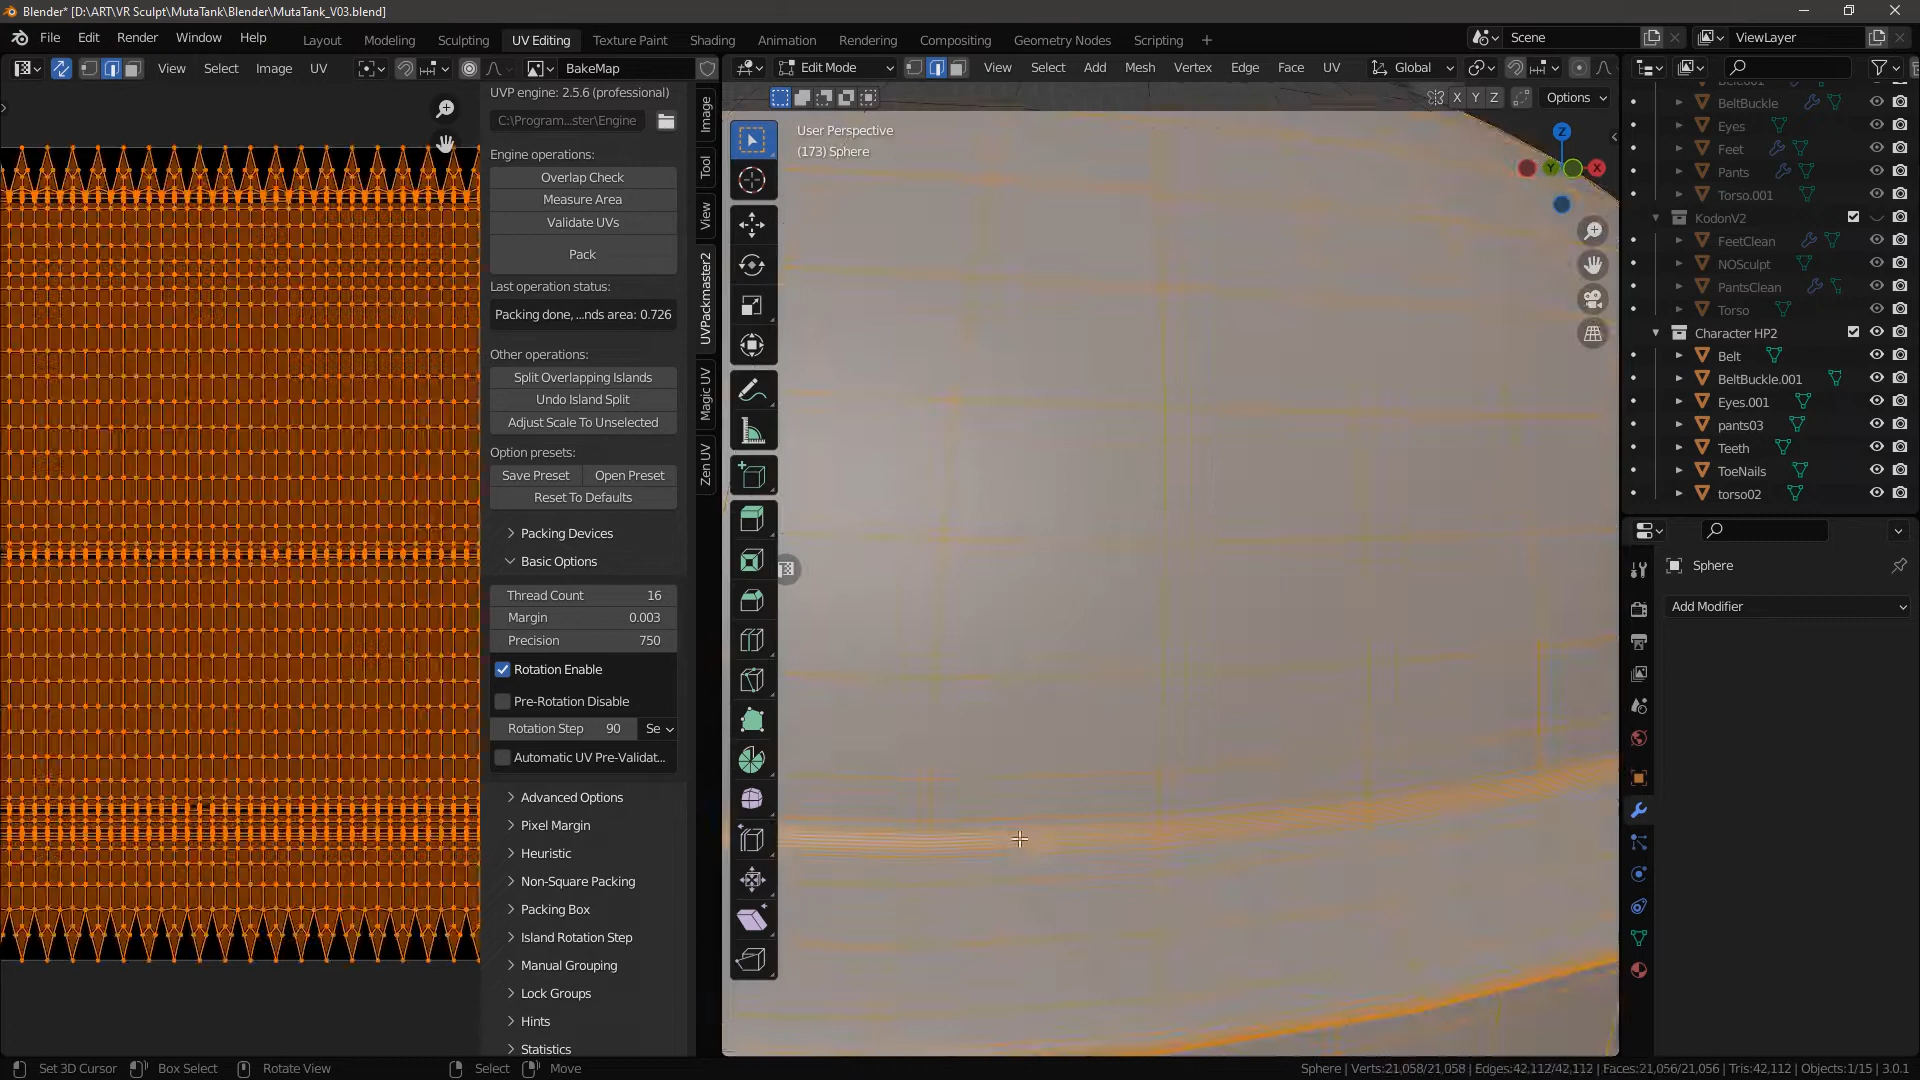 Blender* [D:\ART\VR Sculpt\MutaTank\Blender\MutaTank_V03.blend]
File Edit Render Window Help
Layout Modeling Sculpting UV Editing Texture Paint Shading Animation Rendering Compositing Geometry Nodes Scripting
Scene
ViewLayer
View Select Image UV
BakeMap
Edit Mode
View Select Add Mesh Vertex Edge Face UV
Global
X Y Z
Options
UVP engine: 2.5.6 (professional)
C:\Program...ster\Engine
Engine operations:
Overlap Check
Measure Area
Validate UVs
Pack
Last operation status:
Packing done, ...nds area: 0.726
Other operations:
Split Overlapping Islands
Undo Island Split
Adjust Scale To Unselected
Option presets:
Save Preset
Open Preset
Reset To Defaults
Packing Devices
Basic Options
Thread Count 16
Margin 0.003
Precision 750
Rotation Enable
Pre-Rotation Disable
Rotation Step 90
Se
Automatic UV Pre-Validat...
Advanced Options
Pixel Margin
Heuristic
Non-Square Packing
Packing Box
Island Rotation Step
Manual Grouping
Lock Groups
Hints
Statistics
Image
Tool
View
UVPackmaster2
Magic UV
Zen UV
User Perspective
(173) Sphere
Z
Y
X
BeltBuckle
Eyes
Feet
Pants
Torso.001
KodonV2
FeetClean
NOSculpt
PantsClean
Torso
Character HP2
Belt
BeltBuckle.001
Eyes.001
pants03
Teeth
ToeNails
torso02
Sphere
Add Modifier
Set 3D Cursor
Box Select
Rotate View
Select
Move
Sphere | Verts:21,058/21,058 | Edges:42,112/42,112 | Faces:21,056/21,056 | Tris:42,112 | Objects:1/15 | 3.0.1